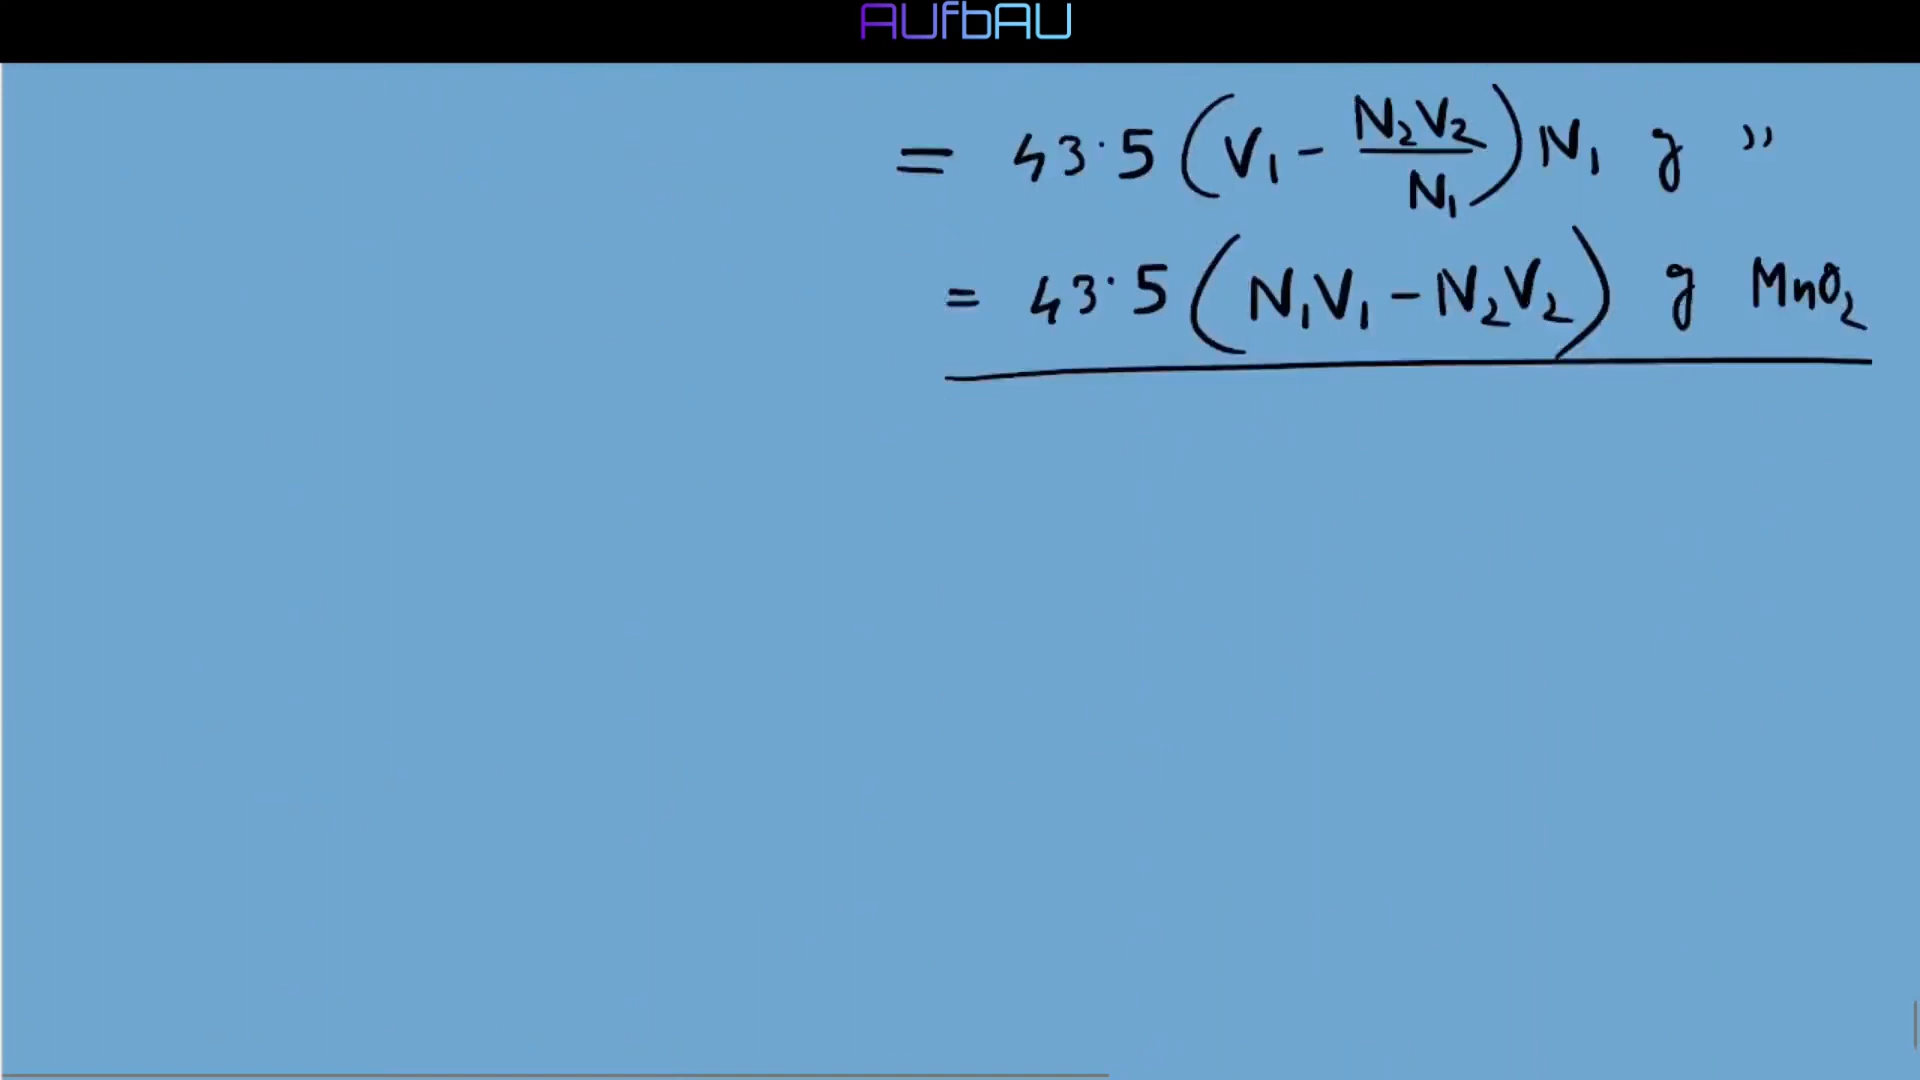 AUFBAU
= 43·5 (V₁ - N₂V₂/N₁) N₁ g ”
= 43·5 (N₁V₁ - N₂V₂) g MnO₂